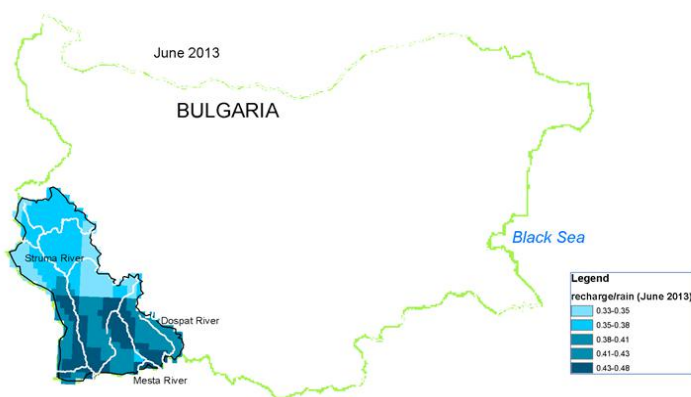 June 2013
BULGARIA
Struma River
Black Sea
Dospat River
Mesta River
Legend
recharge/rain (June 2013)
0.33-0.35
0.35-0.38
0.38-0.41
0.41-0.43
0.43-0.48